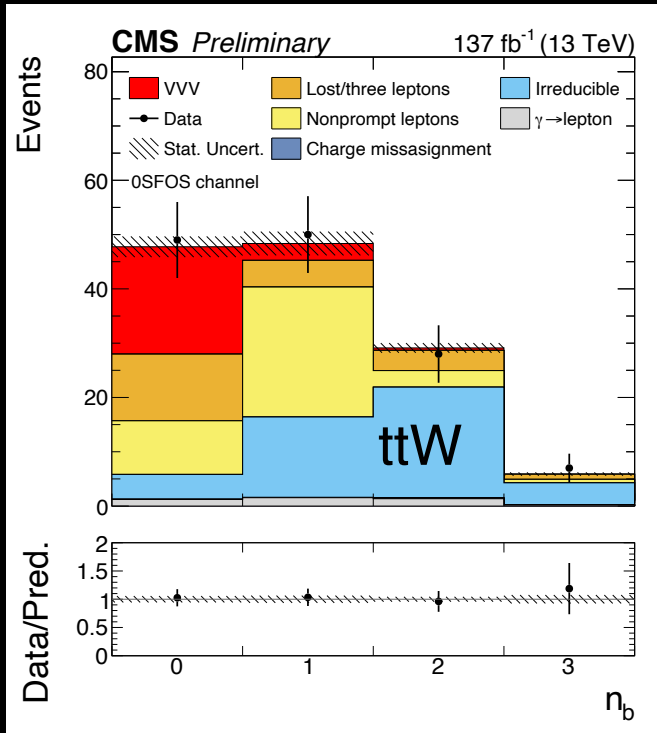 CMS Preliminary 137 fb-1 (13 TeV)
Events
80
60
40
20
0
VVV
Lost/three leptons
Irreducible
Data
Nonprompt leptons
γ→lepton
Stat. Uncert.
Charge missasignment
0SFOS channel
ttW
Data/Pred.
2
1.5
1
0.5
0
0 1 2 3
nb